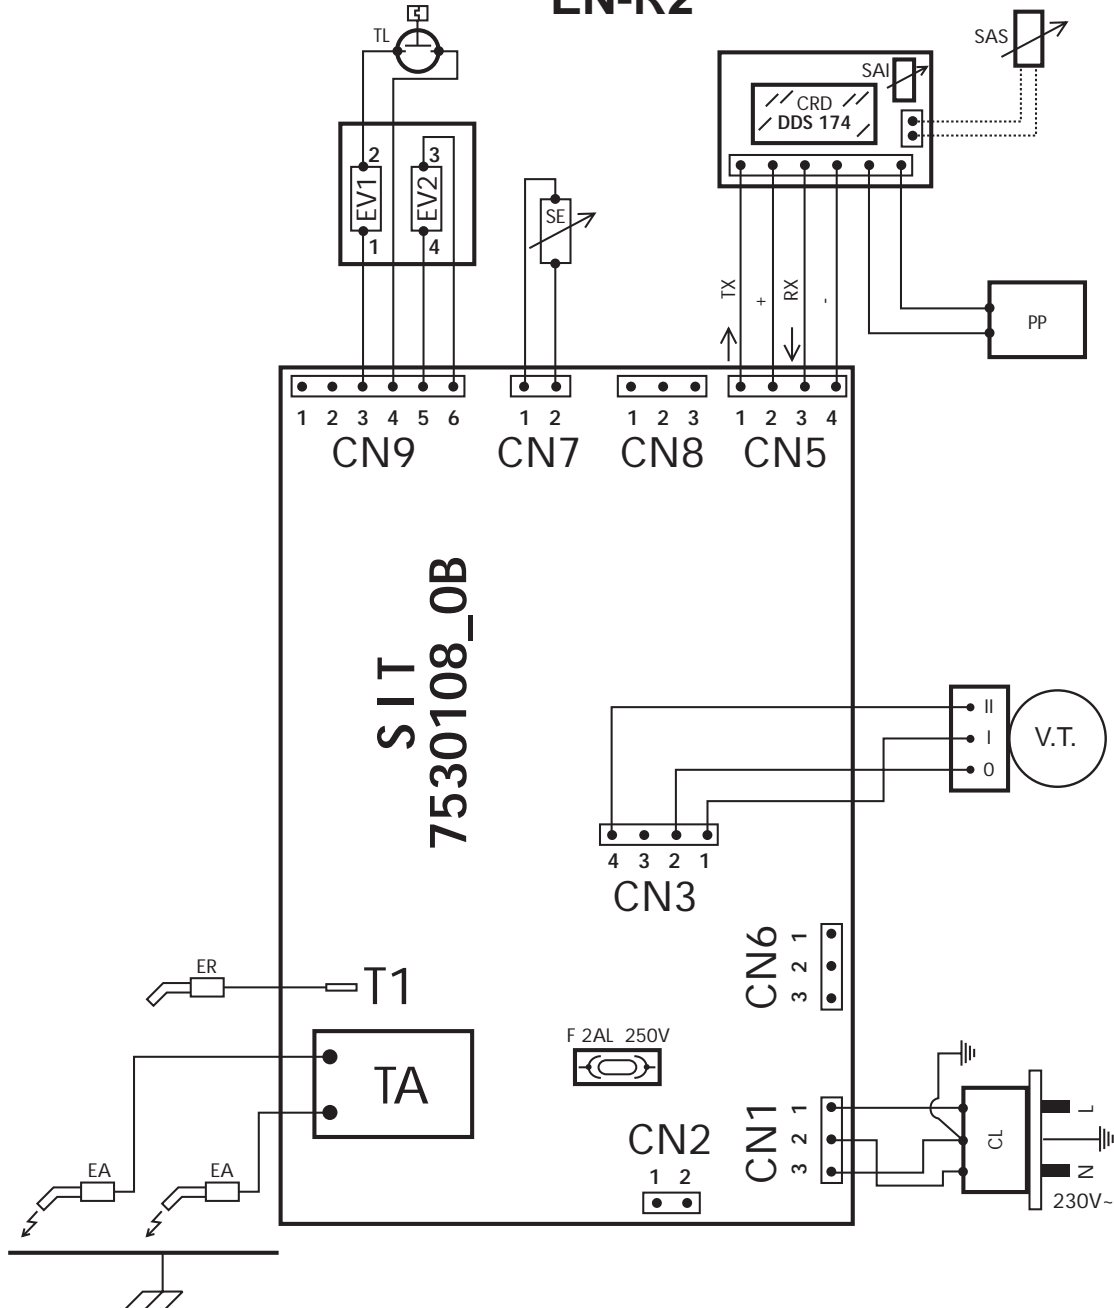 TL
SAS
SAI
CRD
DDS 174
2 3
EV1 EV2
1 4
SE
TX + RX -
PP
1 2 3 4 5 6
CN9
1 2
CN7
1 2 3
CN8
1 2 3 4
CN5
SIT
7530108_0B
II
I
0
V.T.
4 3 2 1
CN3
CN6
1 2 3
ER
T1
TA
F 2AL 250V
CN2
1 2
CN1
1 2 3
CL
L
N
230V~
EA
EA